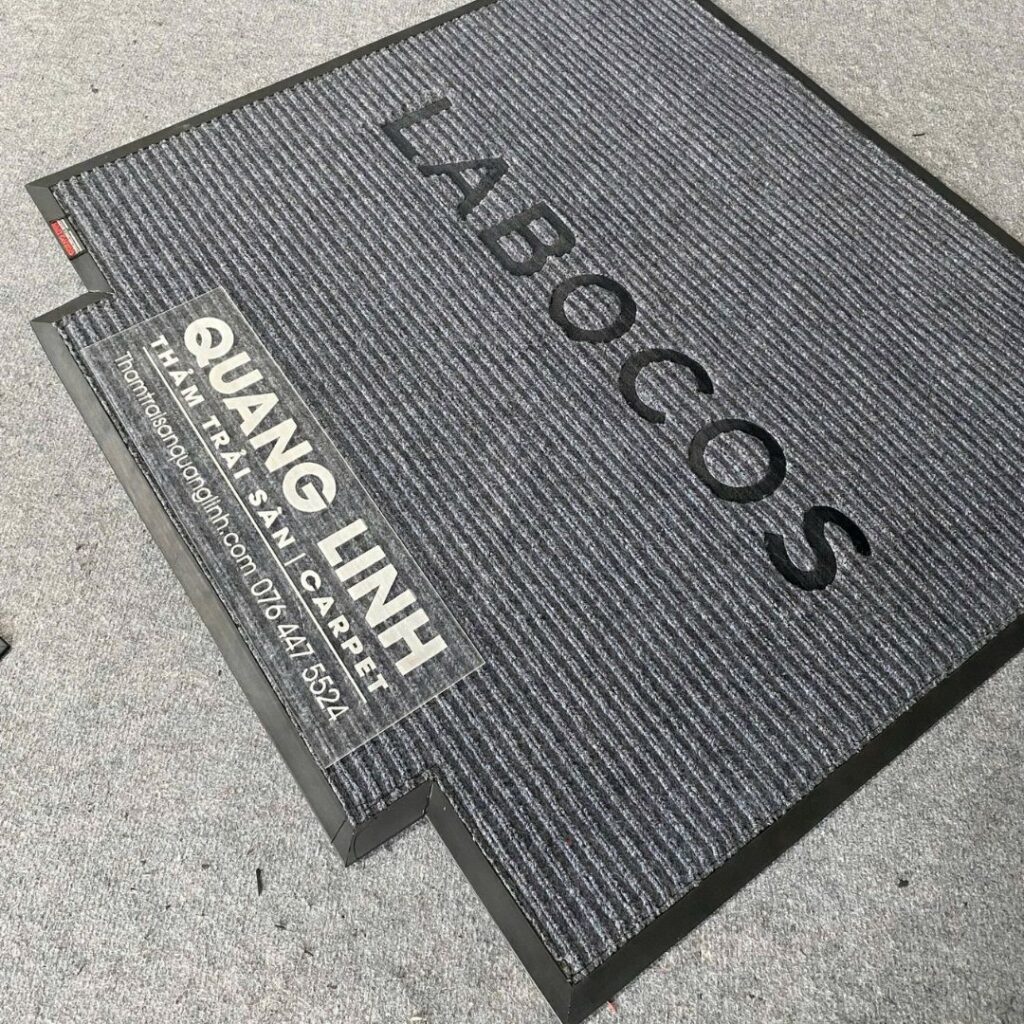 LABOCOS
QUANG LINH
THẢM TRẢI SÀN | CARPET
Thamtraisanquanglinh.com 076 447 5524